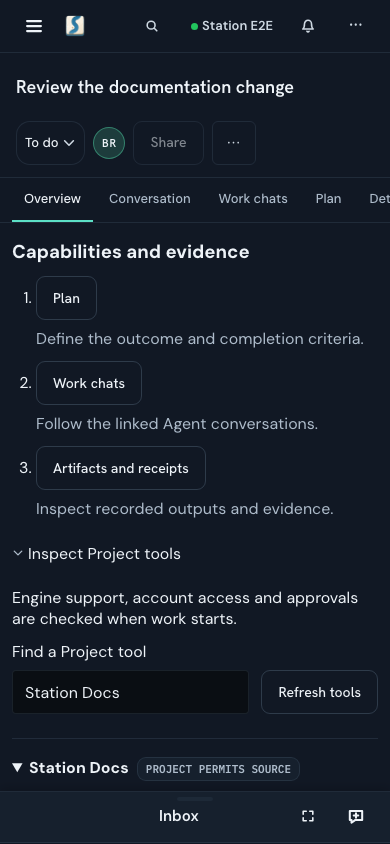 Station E2E
Review the documentation change
To do
BR
Share
Overview
Conversation
Work chats
Plan
Det
Capabilities and evidence
1. Plan
Define the outcome and completion criteria.
2. Work chats
Follow the linked Agent conversations.
3. Artifacts and receipts
Inspect recorded outputs and evidence.
Inspect Project tools
Engine support, account access and approvals
are checked when work starts.
Find a Project tool
Station Docs
Refresh tools
Station Docs
PROJECT PERMITS SOURCE
Inbox